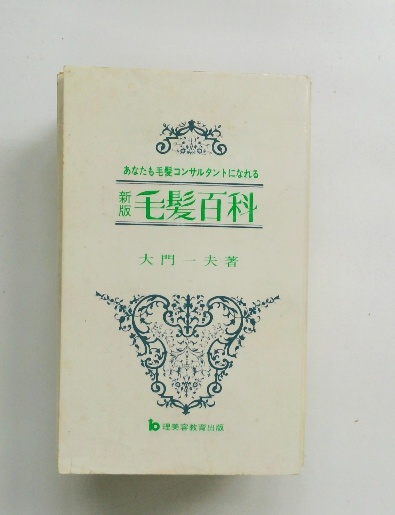 あなたも毛髪コンサルタントになれる
新版 毛髪百科
大門一夫著
理美容教育出版